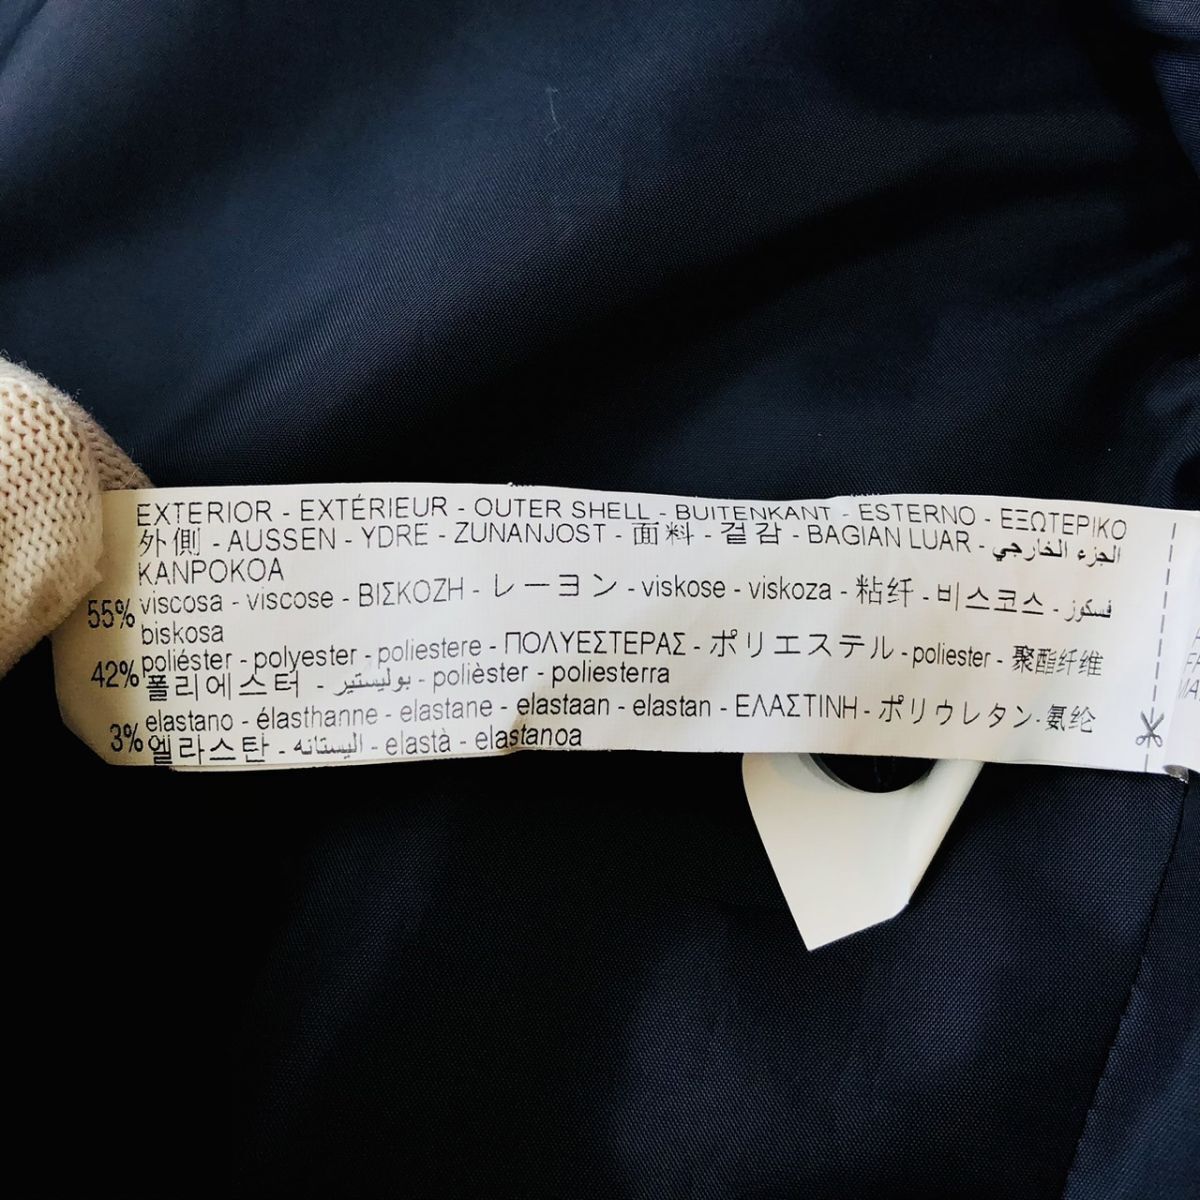 EXTERIOR - EXTÉRIEUR - OUTER SHELL - BUITENKANT - ESTERNO - ΕΞΩΤΕΡΙΚΟ
外側 - AUSSEN - YDRE - ZUNANJOST - 面料 - 겉감 - BAGIAN LUAR - الجزء الخارجي
KANPOKOA
55% viscosa - viscose - ΒΙΣΚΟΖΗ - レーヨン - viskose - viskoza - 粘纤 - 비스코스 - فسكوز
biskosa
42% poliéster - polyester - poliestere - ΠΟΛΥΕΣΤΕΡΑΣ - ポリエステル - poliester - 聚酯纤维
폴리에스터 - بوليستير - polièster - poliesterra
3% elastano - élasthanne - elastane - elastaan - elastan - ΕΛΑΣΤΙΝΗ - ポリウレタン - 氨纶
엘라스탄 - اليستانه - elastà - elastanoa